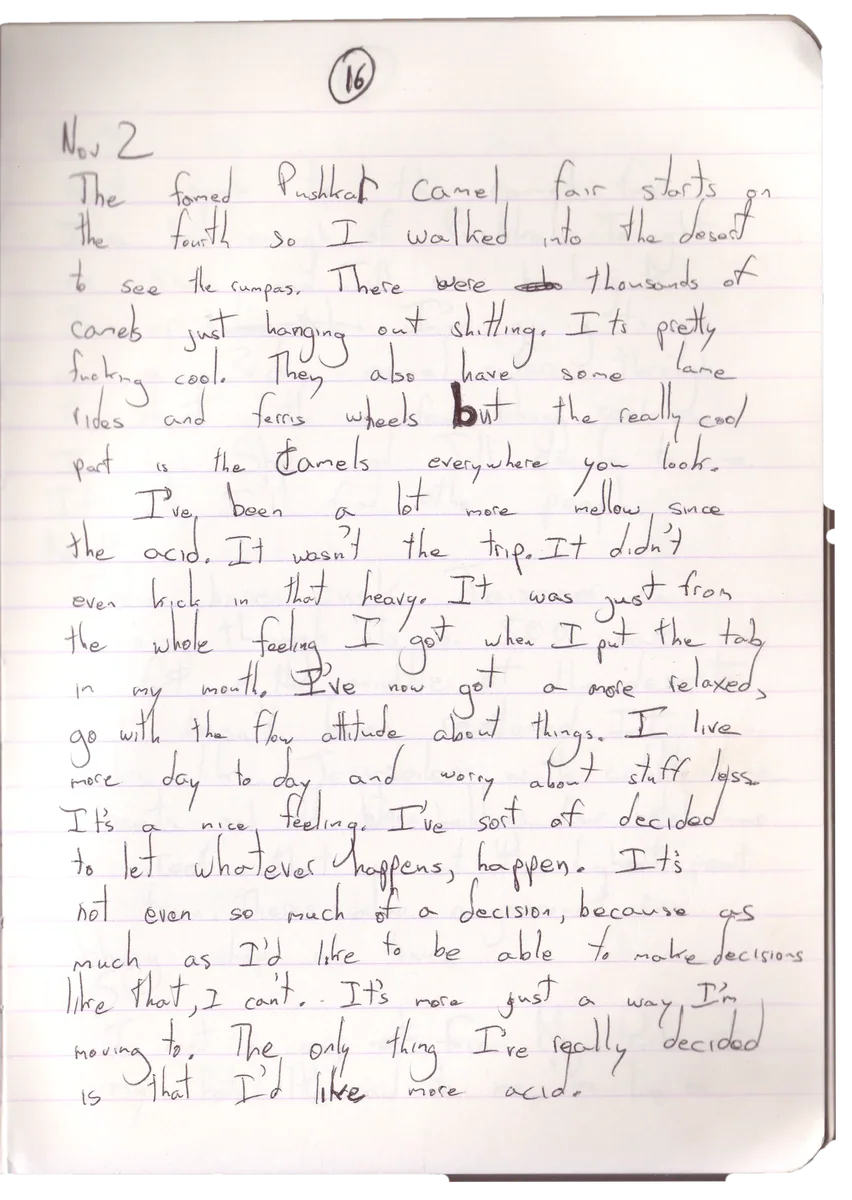 16
Nov 2
The famed Pushkar Camel fair starts on
the fourth so I walked into the desert
to see the rumpas. There were thousands of
camels just hanging out shitting. Its pretty
fucking cool. They also have some lame
rides and ferris wheels but the really cool
part is the Camels everywhere you look.
I've been a lot more mellow since
the acid. It wasn't the trip. It didn't
even kick in that heavy. It was just from
the whole feeling I got when I put the tab
in my mouth. I've now got a more relaxed,
go with the flow attitude about things. I live
more day to day and worry about stuff less.
It's a nice feeling. I've sort of decided
to let whatever happens, happen. It's
not even so much of a decision, because as
much as I'd like to be able to make decisions
like that, I can't. It's more just a way I'm
moving to. The only thing I've really decided
is that I'd like more acid.